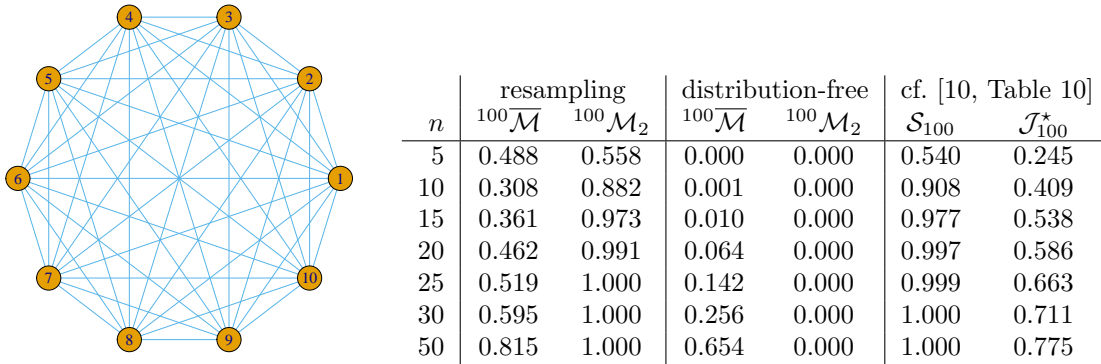 4 3
5 2
6 1
7 10
8 9
resampling distribution-free cf. [10, Table 10]
n ¹⁰⁰M̅ ¹⁰⁰M₂ ¹⁰⁰M̅ ¹⁰⁰M₂ S₁₀₀ J*₁₀₀
5 0.488 0.558 0.000 0.000 0.540 0.245
10 0.308 0.882 0.001 0.000 0.908 0.409
15 0.361 0.973 0.010 0.000 0.977 0.538
20 0.462 0.991 0.064 0.000 0.997 0.586
25 0.519 1.000 0.142 0.000 0.999 0.663
30 0.595 1.000 0.256 0.000 1.000 0.711
50 0.815 1.000 0.654 0.000 1.000 0.775